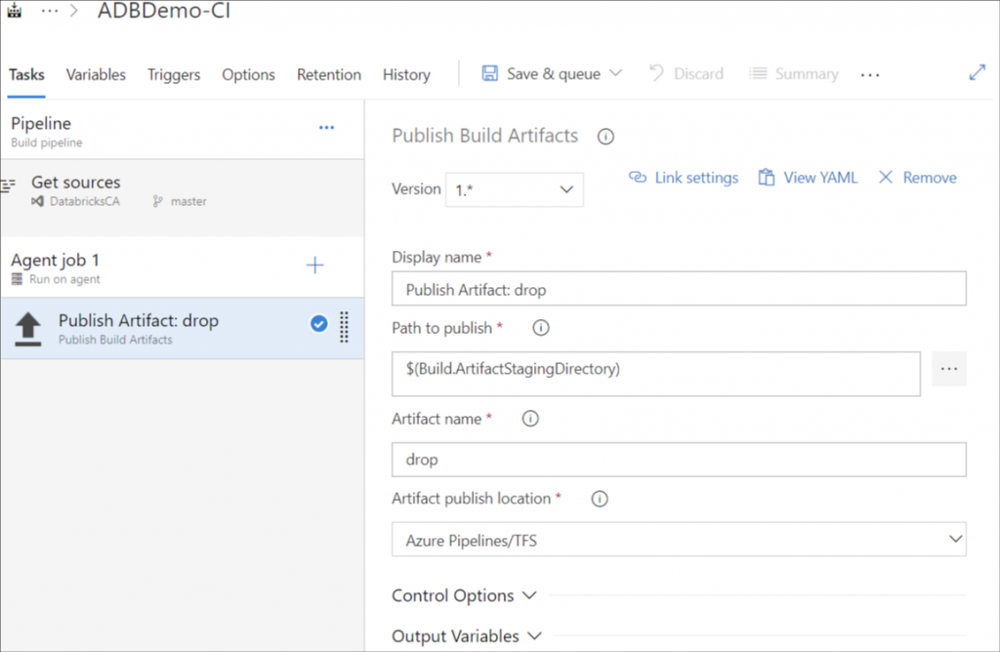 ··· > ADBDemo-CI
Tasks Variables Triggers Options Retention History Save & queue Discard Summary ···
Pipeline ···
Build pipeline
Get sources
DatabricksCA master
Agent job 1 +
Run on agent
Publish Artifact: drop
Publish Build Artifacts
Publish Build Artifacts
Version 1.* Link settings View YAML Remove
Display name *
Publish Artifact: drop
Path to publish *
$(Build.ArtifactStagingDirectory) ···
Artifact name *
drop
Artifact publish location *
Azure Pipelines/TFS
Control Options
Output Variables